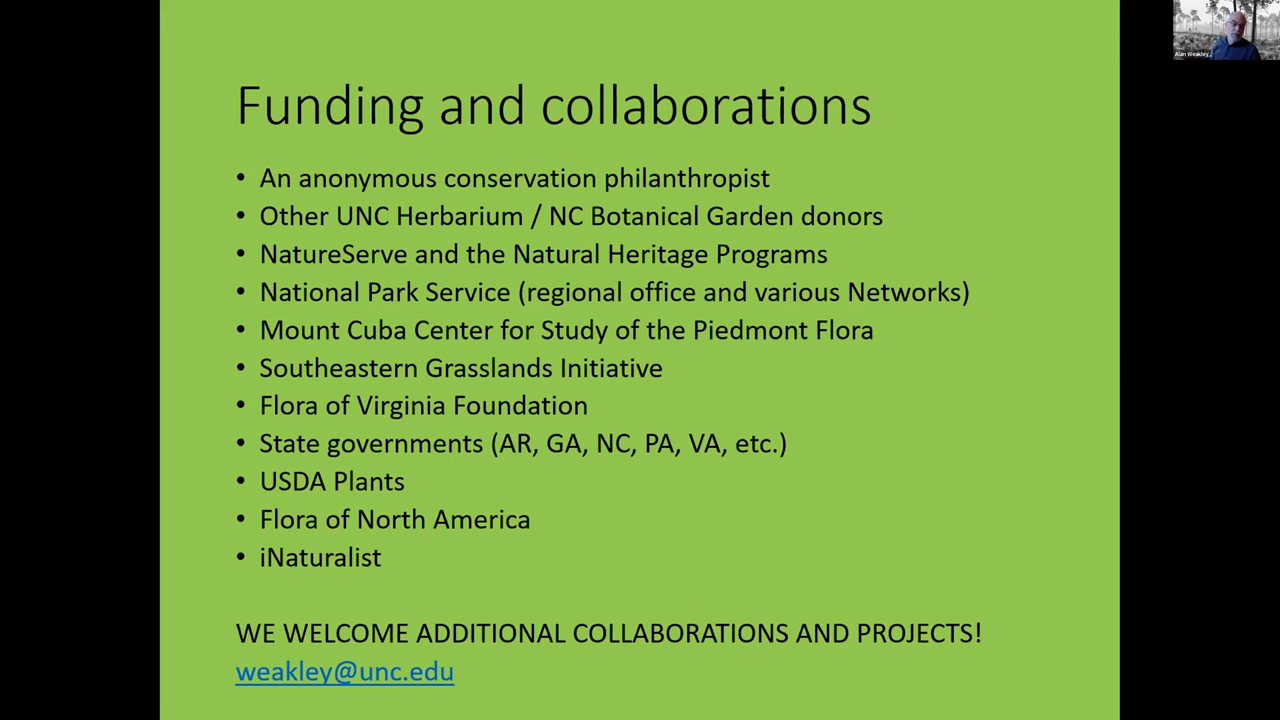 Alan Weakley
Funding and collaborations
• An anonymous conservation philanthropist
• Other UNC Herbarium / NC Botanical Garden donors
• NatureServe and the Natural Heritage Programs
• National Park Service (regional office and various Networks)
• Mount Cuba Center for Study of the Piedmont Flora
• Southeastern Grasslands Initiative
• Flora of Virginia Foundation
• State governments (AR, GA, NC, PA, VA, etc.)
• USDA Plants
• Flora of North America
• iNaturalist
WE WELCOME ADDITIONAL COLLABORATIONS AND PROJECTS!
weakley@unc.edu